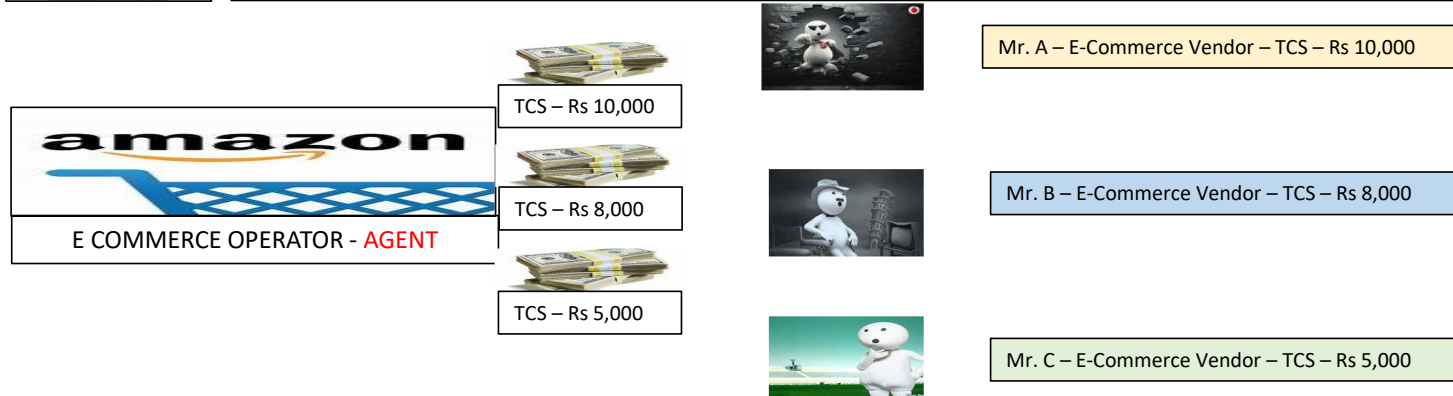 Mr. A – E-Commerce Vendor – TCS – Rs 10,000
TCS – Rs 10,000
amazon
Mr. B – E-Commerce Vendor – TCS – Rs 8,000
TCS – Rs 8,000
E COMMERCE OPERATOR - AGENT
TCS – Rs 5,000
Mr. C – E-Commerce Vendor – TCS – Rs 5,000